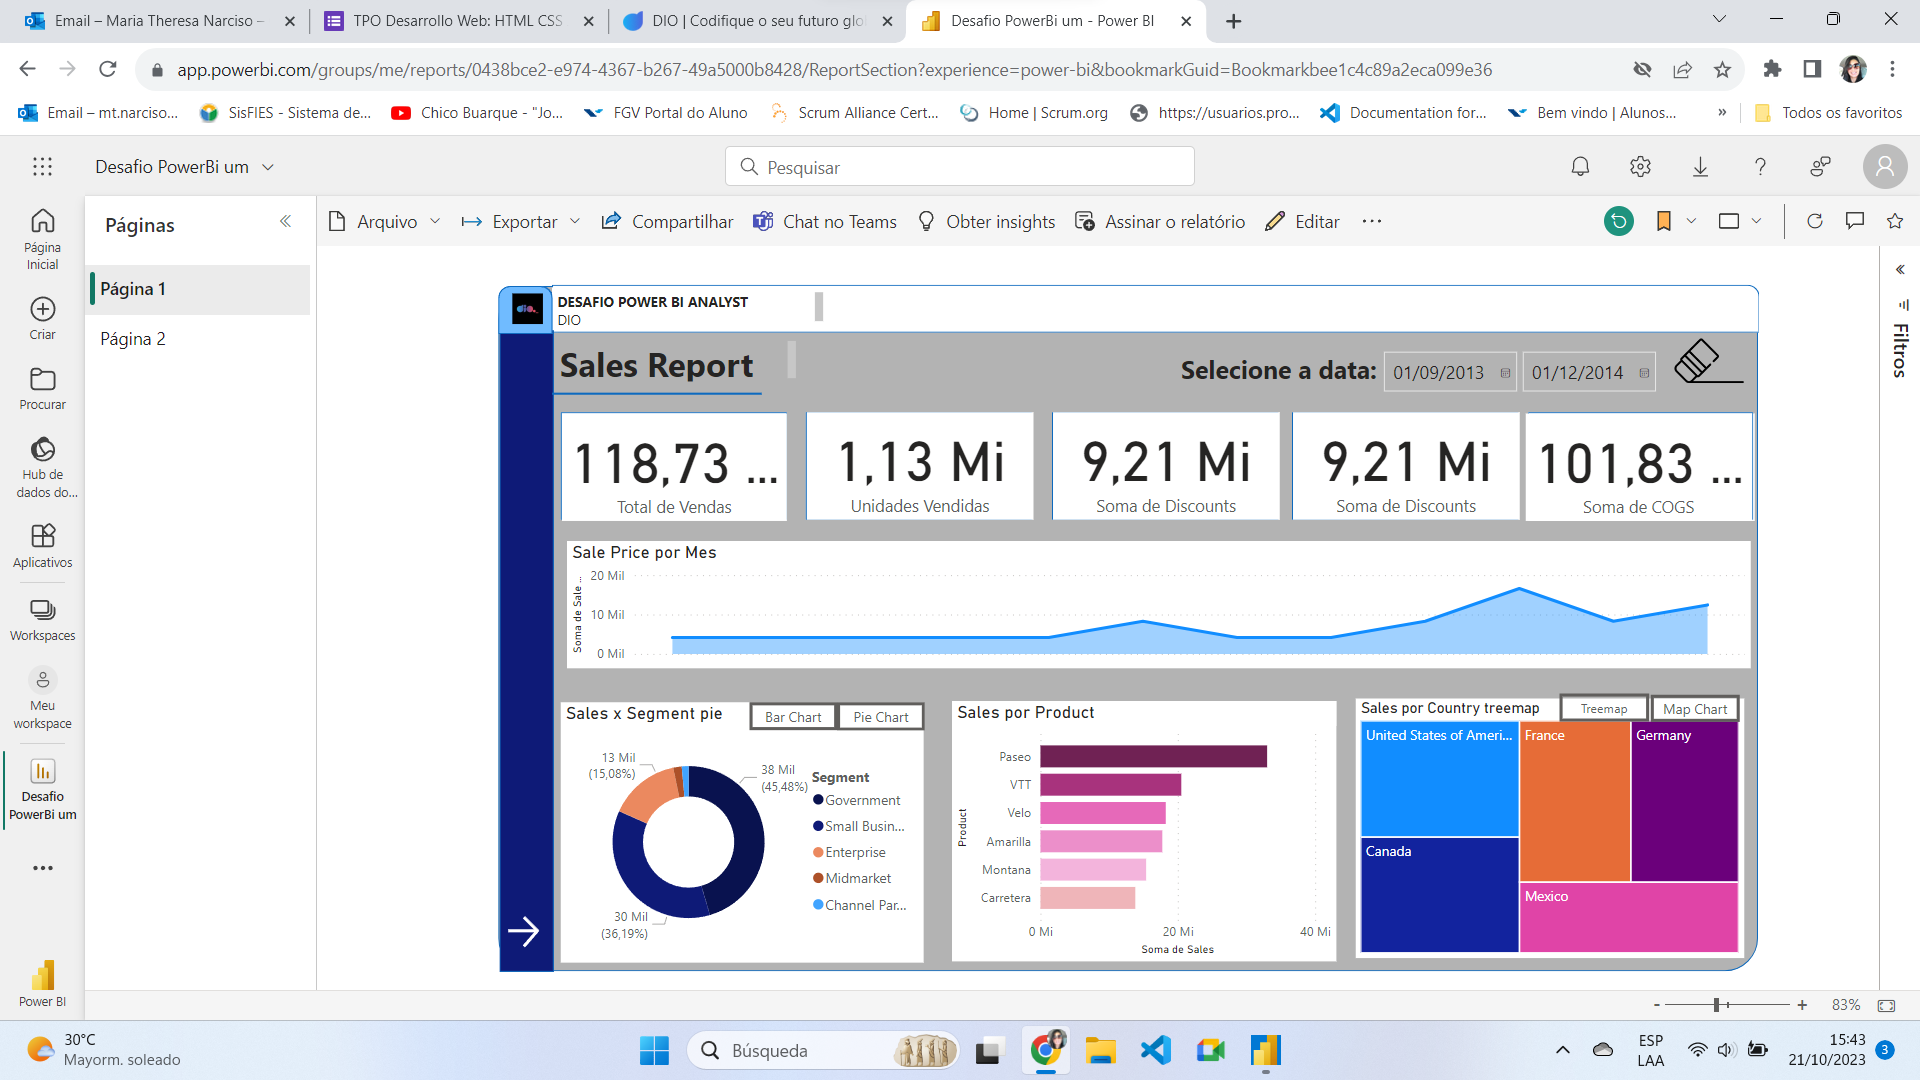 Email – Maria Theresa Narciso –
TPO Desarrollo Web: HTML CSS
DIO | Codifique o seu futuro glo
Desafio PowerBi um - Power BI
app.powerbi.com/groups/me/reports/0438bce2-e974-4367-b267-49a5000b8428/ReportSection?experience=power-bi&bookmarkGuid=Bookmarkbee1c4c89a2eca099e36
Email – mt.narciso...
SisFIES - Sistema de...
Chico Buarque - "Jo...
FGV Portal do Aluno
Scrum Alliance Cert...
Home | Scrum.org
https://usuarios.pro...
Documentation for...
Bem vindo | Alunos...
»
Todos os favoritos
Desafio PowerBi um
Pesquisar
Página
Inicial
Criar
Procurar
Hub de
dados do...
Aplicativos
Workspaces
Meu
workspace
Desafio
PowerBi um
Power BI
Páginas
Página 1
Página 2
Arquivo
Exportar
Compartilhar
Chat no Teams
Obter insights
Assinar o relatório
Editar
Filtros
dio.
DESAFIO POWER BI ANALYST
DIO
Sales Report
Selecione a data:
01/09/2013
01/12/2014
118,73 ...
Total de Vendas
1,13 Mi
Unidades Vendidas
9,21 Mi
Soma de Discounts
9,21 Mi
Soma de Discounts
101,83 ...
Soma de COGS
Sale Price por Mes
Soma de Sale ...
20 Mil
10 Mil
0 Mil
Sales x Segment pie
Bar Chart
Pie Chart
13 Mil
(15,08%)
38 Mil
(45,48%)
30 Mil
(36,19%)
Segment
Government
Small Busin...
Enterprise
Midmarket
Channel Par...
Sales por Product
Product
Paseo
VTT
Velo
Amarilla
Montana
Carretera
0 Mi
20 Mi
40 Mi
Soma de Sales
Sales por Country treemap
Treemap
Map Chart
United States of Ameri...
France
Germany
Canada
Mexico
- + 83%
30°C
Mayorm. soleado
Búsqueda
ESP
LAA
15:43
21/10/2023
3